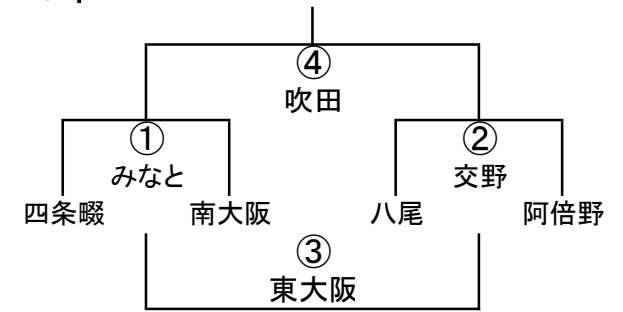 ④
吹田
① ②
みなと 交野
四条畷 南大阪 八尾 阿倍野
③
東大阪